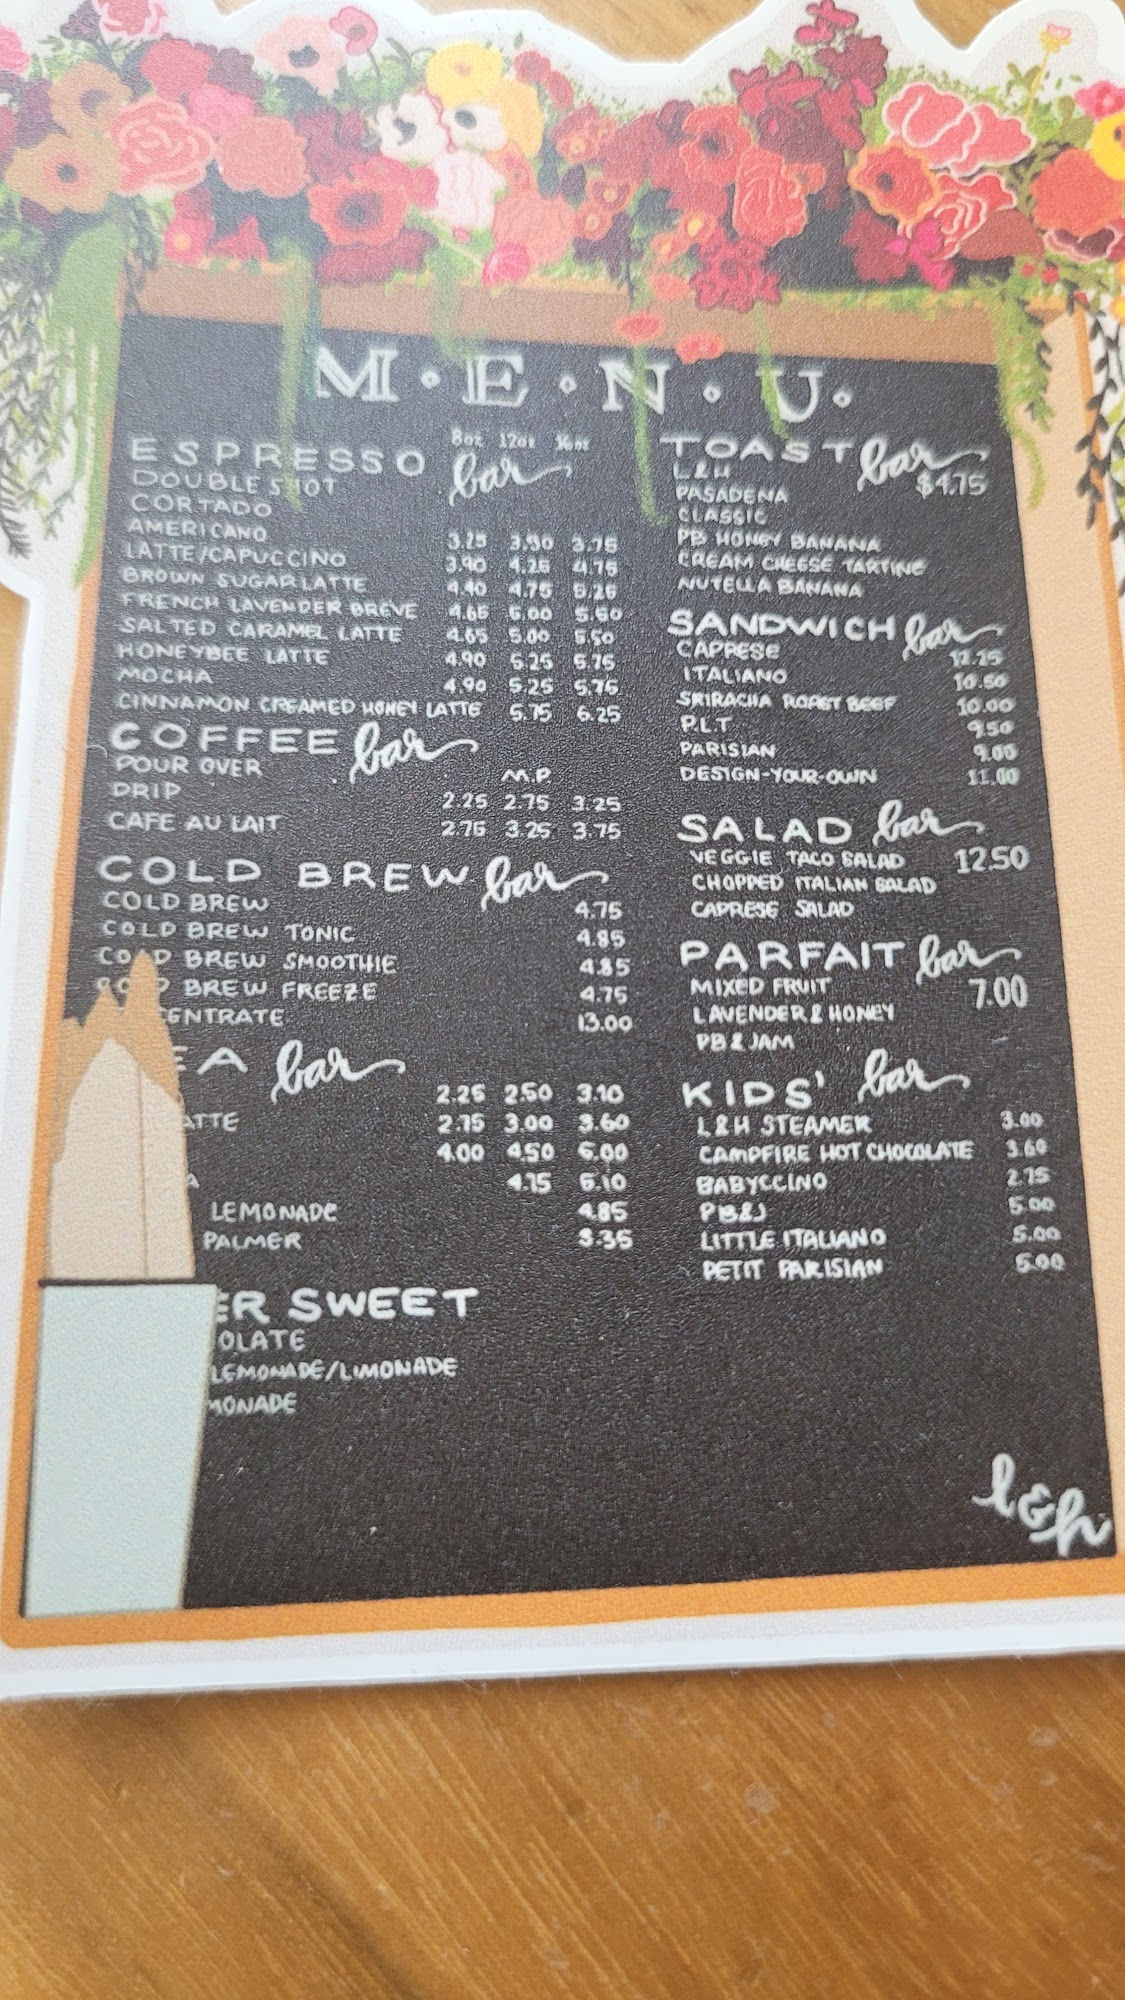 M · E · N · U ·
ESPRESSO bar 8oz 12oz 16oz
DOUBLE SHOT
CORTADO
AMERICANO 3.25 3.50 3.75
LATTE/CAPUCCINO 3.90 4.25 4.75
BROWN SUGAR LATTE 4.40 4.75 5.25
FRENCH LAVENDER BREVE 4.65 5.00 5.50
SALTED CARAMEL LATTE 4.65 5.00 5.50
HONEYBEE LATTE 4.90 5.25 5.75
MOCHA 4.90 5.25 5.75
CINNAMON CREAMED HONEY LATTE 5.75 6.25
COFFEE bar
POUR OVER M.P
DRIP 2.25 2.75 3.25
CAFE AU LAIT 2.75 3.25 3.75
COLD BREW bar
COLD BREW 4.75
COLD BREW TONIC 4.85
COLD BREW SMOOTHIE 4.85
COLD BREW FREEZE 4.75
ENTRATE 13.00
EA bar
2.25 2.50 3.10
ATTE 2.75 3.00 3.60
4.00 4.50 5.00
A 4.75 5.10
LEMONADE 4.85
PALMER 3.35
ER SWEET
OLATE
LEMONADE/LIMONADE
MONADE
TOAST bar
L&H $4.75
PASADENA
CLASSIC
PB HONEY BANANA
CREAM CHEESE TARTINE
NUTELLA BANANA
SANDWICH bar
CAPRESE 12.25
ITALIANO 10.50
SRIRACHA ROAST BEEF 10.00
P.L.T 9.50
PARISIAN 9.00
DESIGN-YOUR-OWN 11.00
SALAD bar
VEGGIE TACO SALAD 12.50
CHOPPED ITALIAN SALAD
CAPRESE SALAD
PARFAIT bar
MIXED FRUIT 7.00
LAVENDER & HONEY
PB & JAM
KIDS' bar
L&H STEAMER 3.00
CAMPFIRE HOT CHOCOLATE 3.60
BABYCCINO 2.75
PB&J 5.00
LITTLE ITALIANO 5.00
PETIT PARISIAN 5.00
l&h